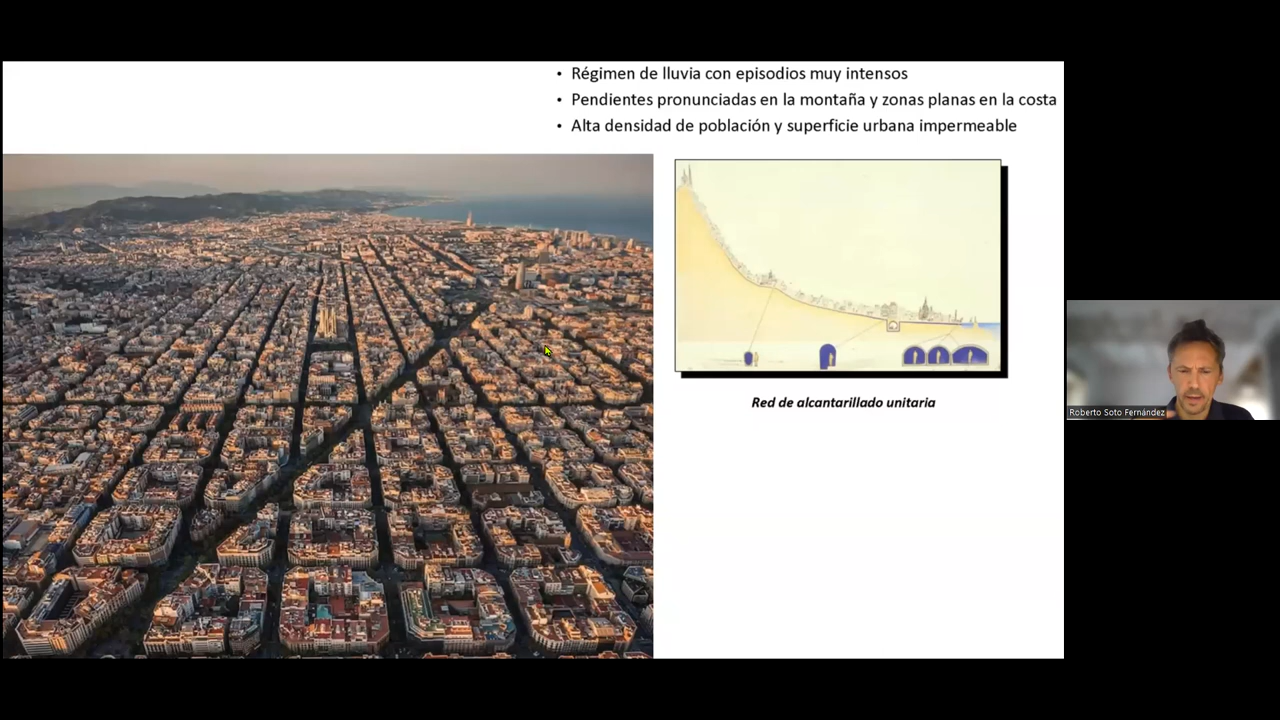 • Régimen de lluvia con episodios muy intensos
• Pendientes pronunciadas en la montaña y zonas planas en la costa
• Alta densidad de población y superficie urbana impermeable
Red de alcantarillado unitaria
Roberto Soto Fernández